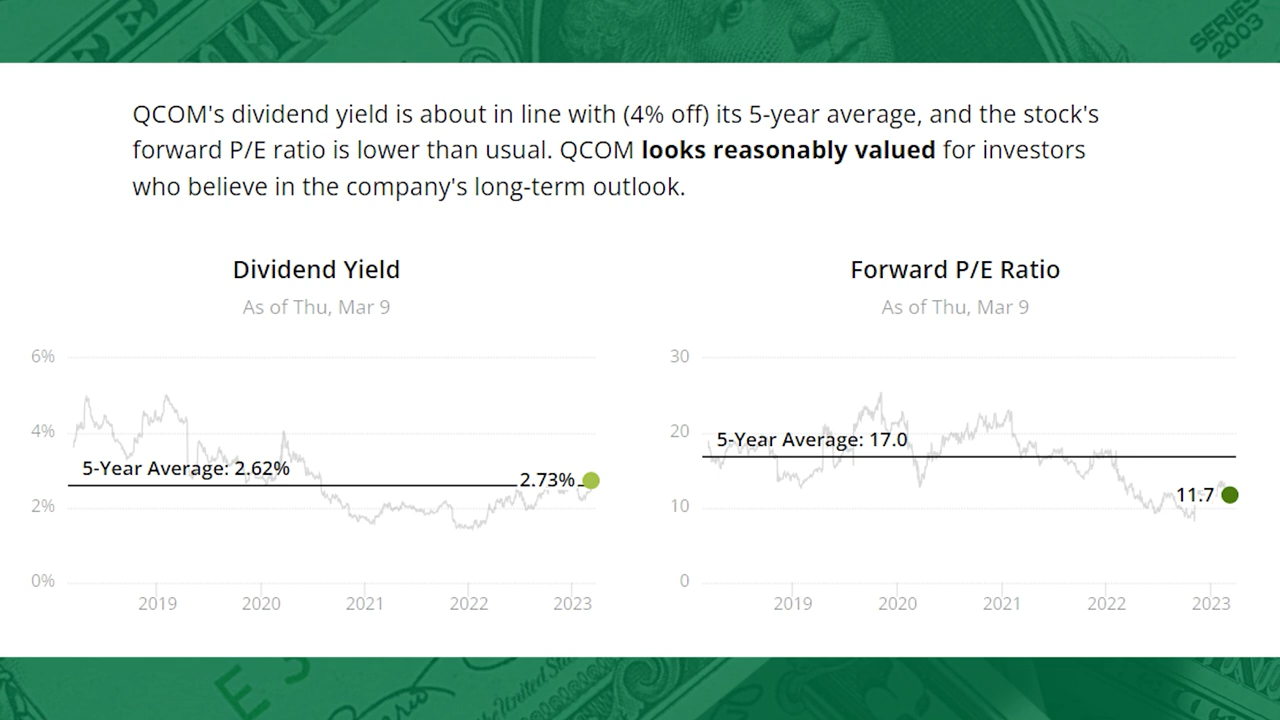 SERIES
2003
QCOM's dividend yield is about in line with (4% off) its 5-year average, and the stock's
forward P/E ratio is lower than usual. QCOM looks reasonably valued for investors
who believe in the company's long-term outlook.
Dividend Yield
As of Thu, Mar 9
6%
4%
5-Year Average: 2.62%
2.73%
2%
0%
2019 2020 2021 2022 2023
Forward P/E Ratio
As of Thu, Mar 9
30
20
5-Year Average: 17.0
11.7
10
0
2019 2020 2021 2022 2023
United